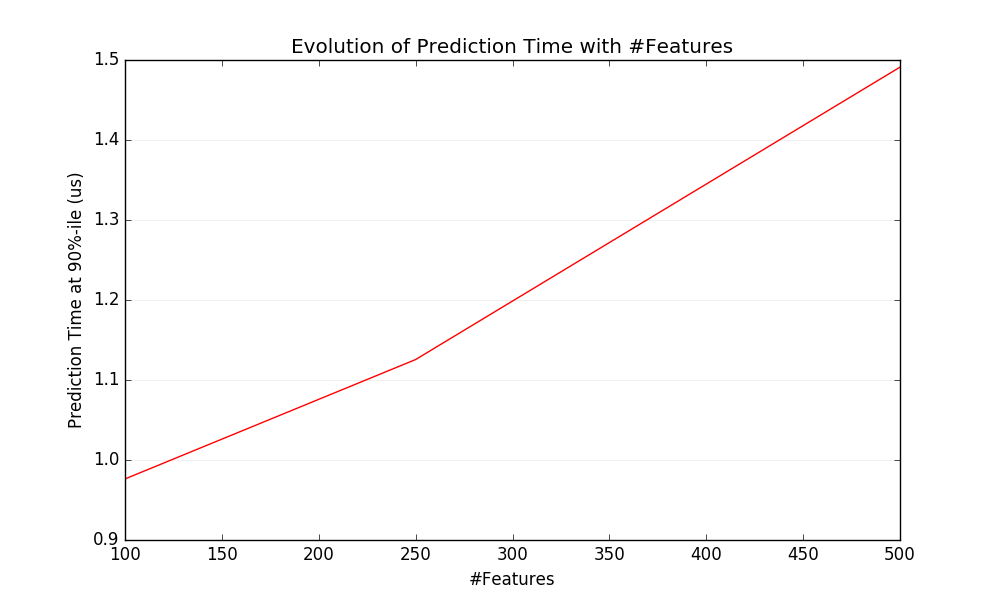 Evolution of Prediction Time with #Features
1.5
1.4
1.3
1.2
1.1
1.0
0.9
Prediction Time at 90%-ile (us)
100 150 200 250 300 350 400 450 500
#Features